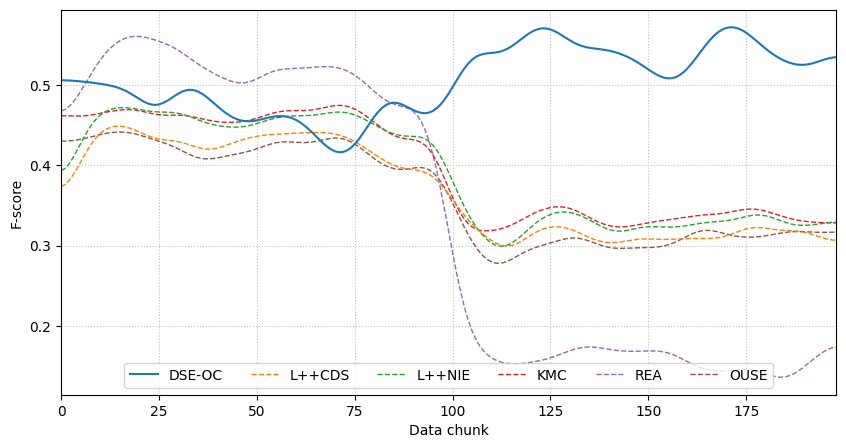 F-score
0.5
0.4
0.3
0.2
DSE-OC L++CDS L++NIE KMC REA OUSE
0 25 50 75 100 125 150 175
Data chunk